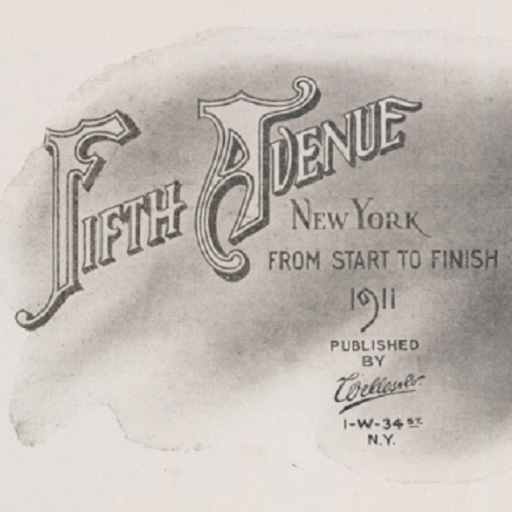 FIFTH AVENUE
NEW YORK
FROM START TO FINISH
1911
PUBLISHED
BY
Welles & Co.
1-W-34 ST.
N.Y.